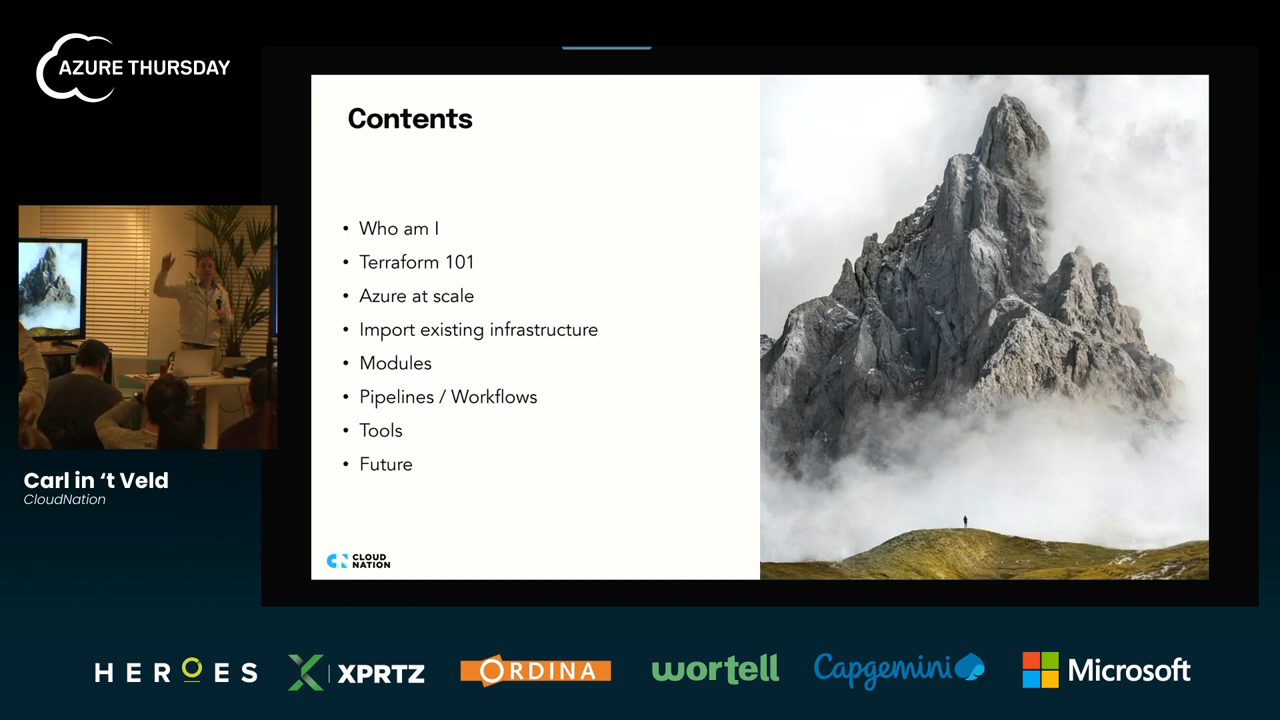 AZURE THURSDAY
Contents
• Who am I
• Terraform 101
• Azure at scale
• Import existing infrastructure
• Modules
• Pipelines / Workflows
• Tools
• Future
CLOUD
NATION
Carl in ‘t Veld
CloudNation
HEROES
XPRTZ
ORDINA
wortell
Capgemini
Microsoft